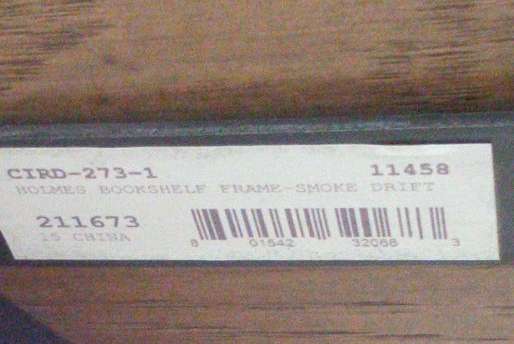 CIRD-273-1 11458
HOLMES BOOKSHELF FRAME-SMOKE DRIFT
211673
15 CHINA
8 01542 32068 3